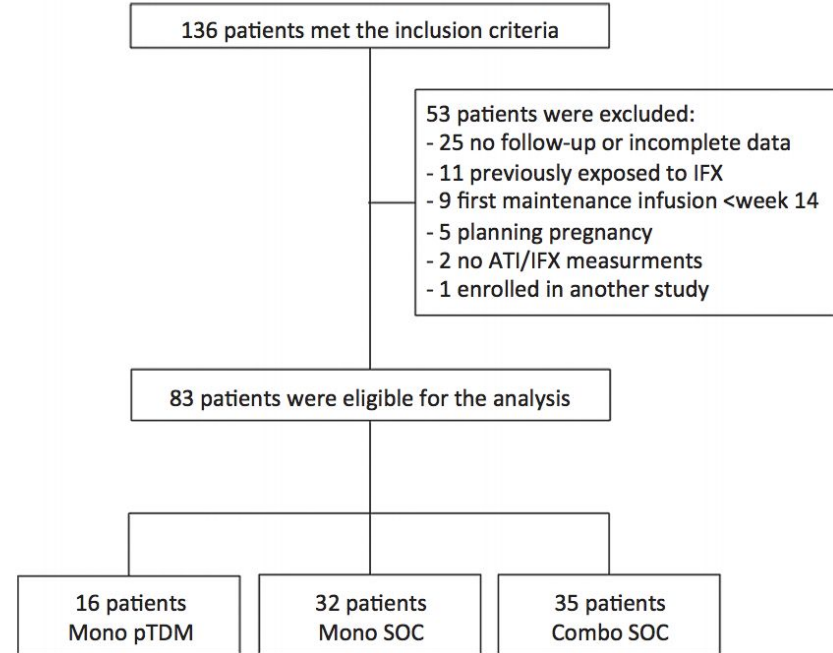 136 patients met the inclusion criteria
53 patients were excluded:
- 25 no follow-up or incomplete data
- 11 previously exposed to IFX
- 9 first maintenance infusion <week 14
- 5 planning pregnancy
- 2 no ATI/IFX measurments
- 1 enrolled in another study
83 patients were eligible for the analysis
16 patients
Mono pTDM
32 patients
Mono SOC
35 patients
Combo SOC